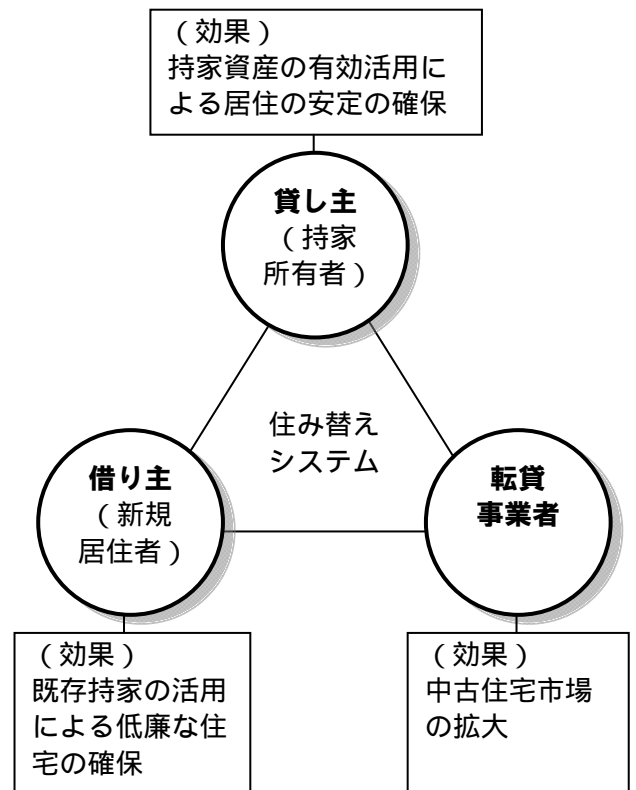 （効果）
持家資産の有効活用に
よる居住の安定の確保
貸し主
（持家
所有者）
住み替え
システム
借り主
（新規
居住者）
転貸
事業者
（効果）
既存持家の活用
による低廉な住
宅の確保
（効果）
中古住宅市場
の拡大